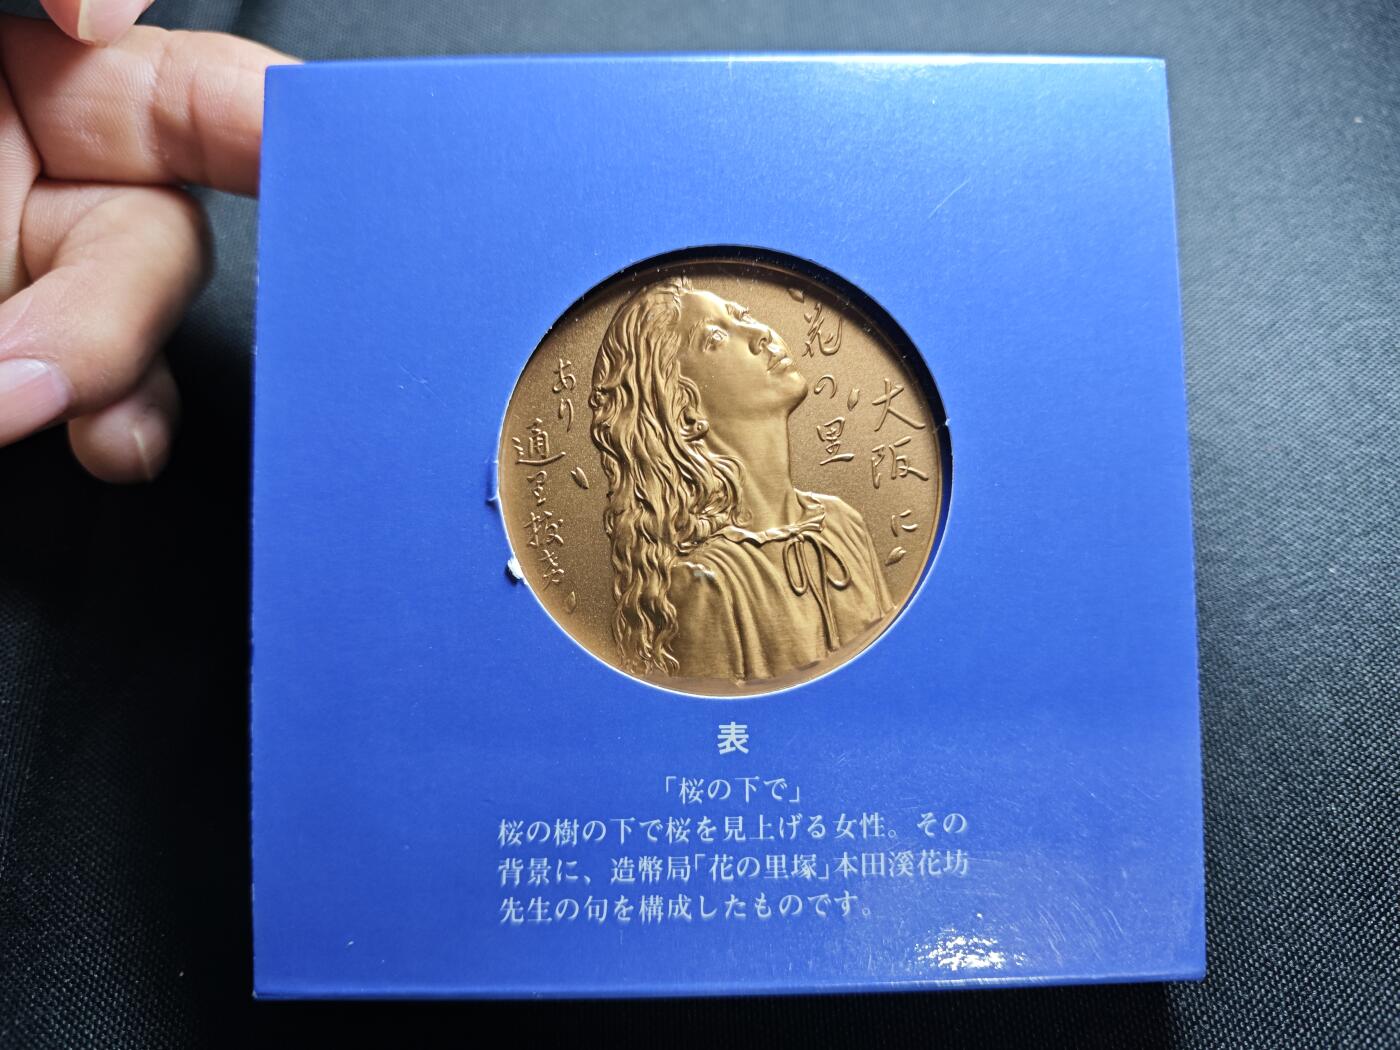 大阪に
花の里
あり
通り抜き
表
「桜の下で」
桜の樹の下で桜を見上げる女性。その
背景に、造幣局「花の里塚」本田溪花坊
先生の句を構成したものです。